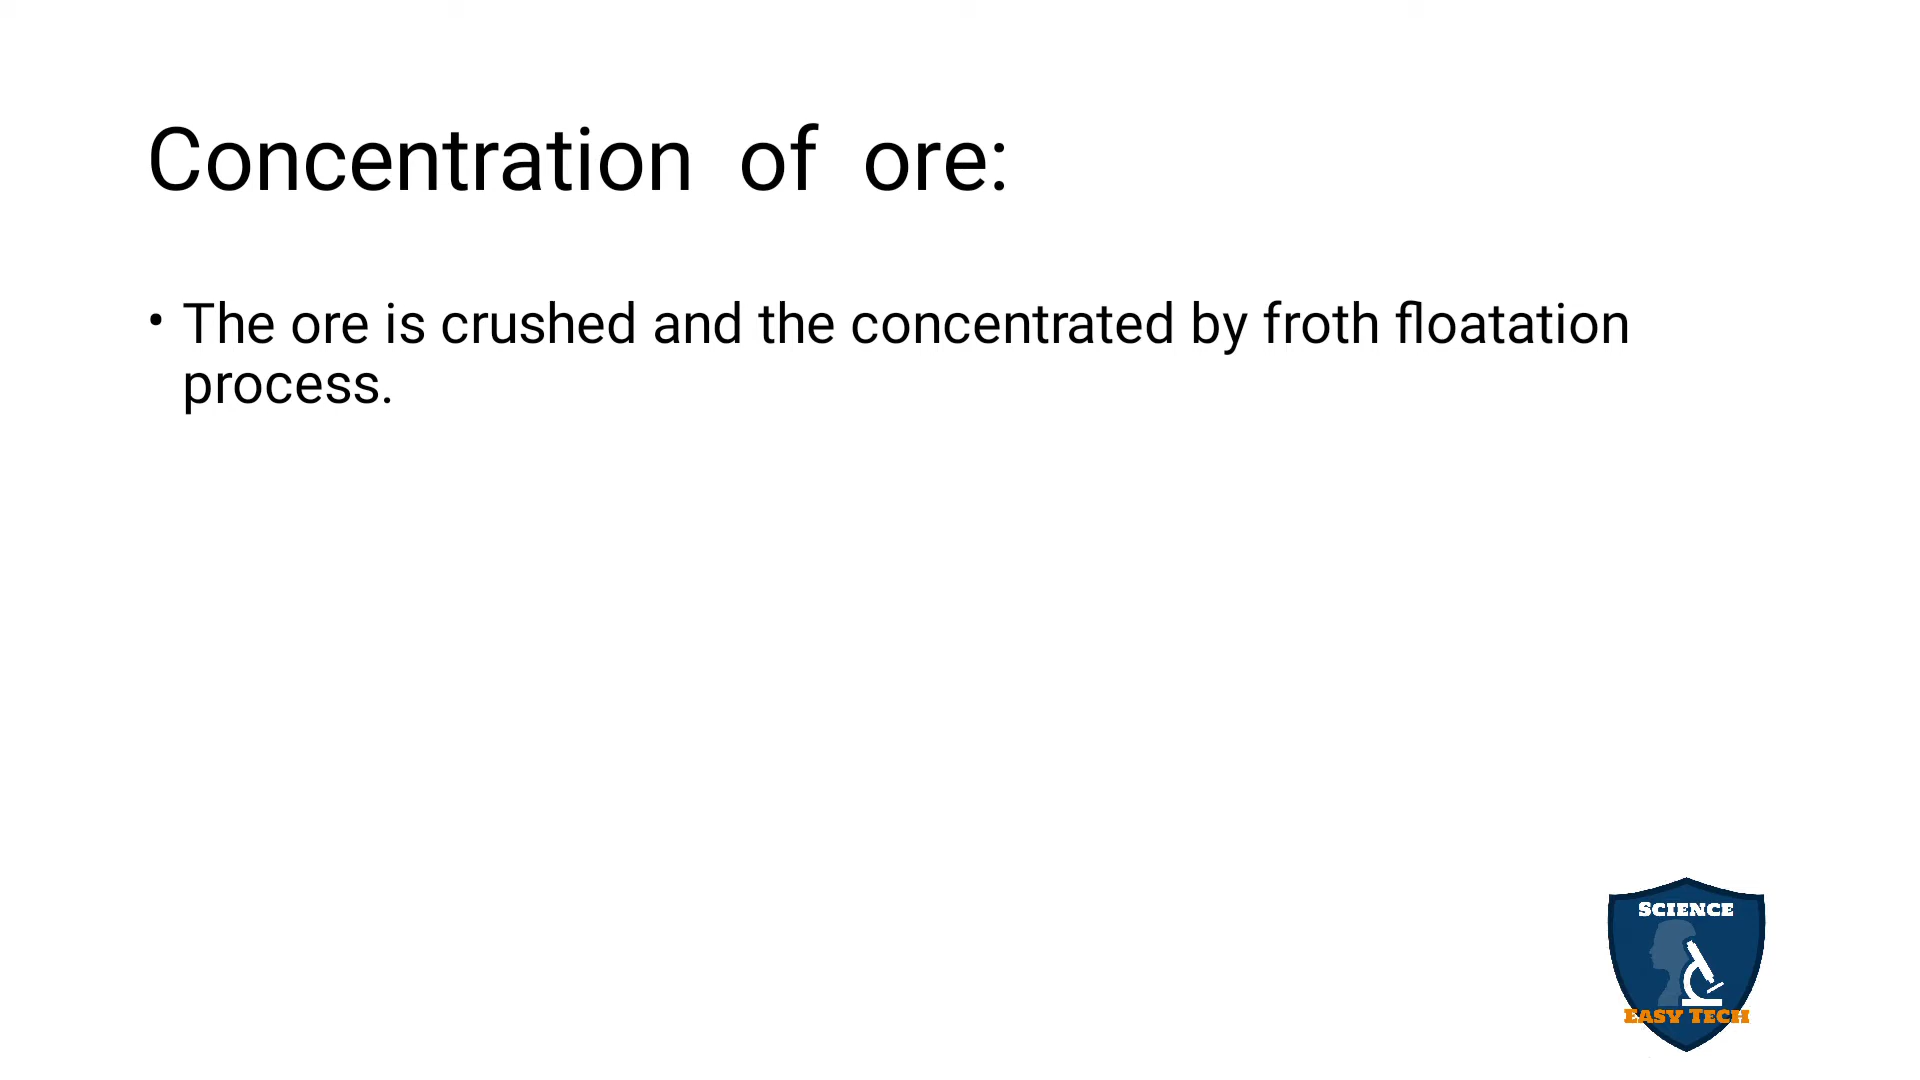 Concentration of ore:
• The ore is crushed and the concentrated by froth floatation
process.
SCIENCE
EASY TECH